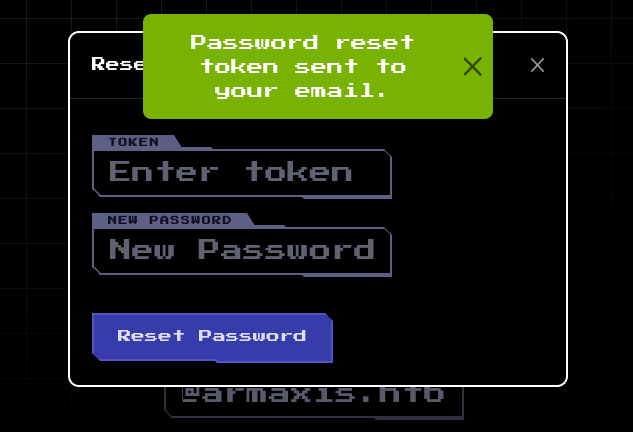 Password reset
token sent to
your email.
Rese
TOKEN
Enter token
NEW PASSWORD
New Password
Reset Password
@armaxis.htb